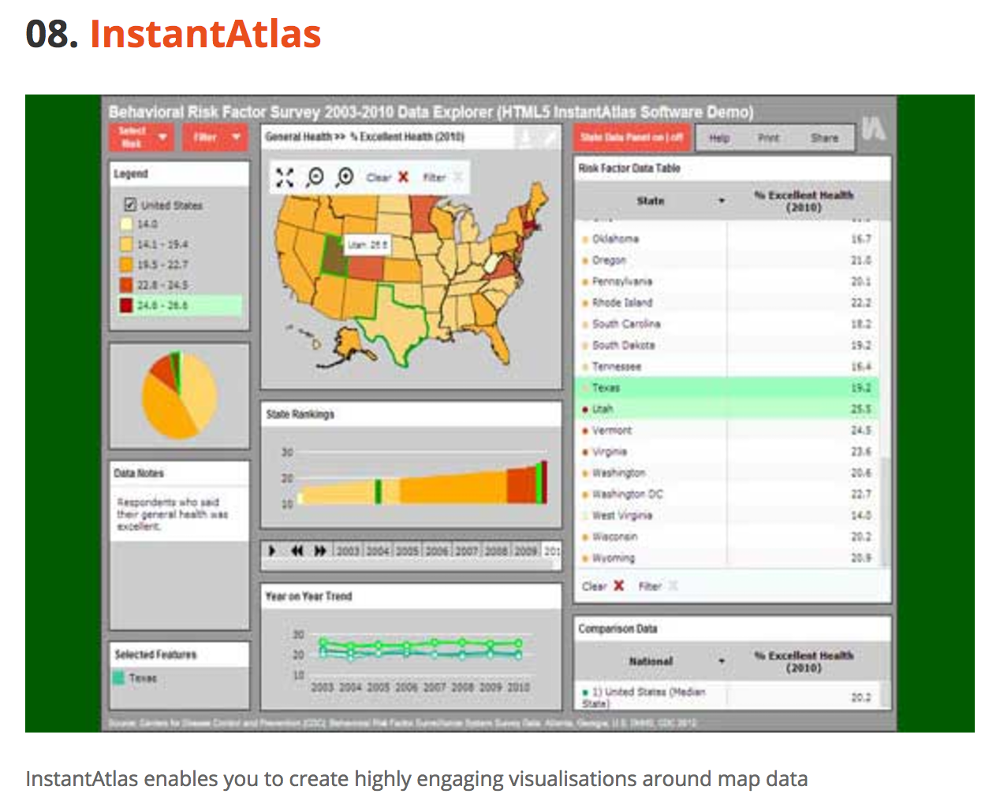 08. InstantAtlas
Behavioral Risk Factor Survey 2003-2010 Data Explorer (HTML5 InstantAtlas Software Demo)
Select Risk
Filter
General Health >> % Excellent Health (2010)
State Data Panel on | off
Help
Print
Share
Legend
United States
14.0
14.1 - 19.4
19.5 - 22.7
22.8 - 24.5
24.6 - 26.6
Clear
Filter
Utah: 25.5
Data Notes
Respondents who said
their general health was
excellent.
Selected Features
Texas
State Rankings
30
20
10
2003 2004 2005 2006 2007 2008 2009 201
Year on Year Trend
30
20
10
2003 2004 2005 2006 2007 2008 2009 2010
Risk Factor Data Table
State
% Excellent Health
(2010)
Oklahoma 16.7
Oregon 21.0
Pennsylvania 20.1
Rhode Island 22.2
South Carolina 18.2
South Dakota 19.2
Tennessee 16.4
Texas 19.2
Utah 25.5
Vermont 24.5
Virginia 23.6
Washington 20.6
Washington DC 22.7
West Virginia 14.0
Wisconsin 20.2
Wyoming 20.9
Clear
Filter
Comparison Data
National
% Excellent Health
(2010)
1) United States (Median
State) 20.2
Source: Centers for Disease Control and Prevention (CDC). Behavioral Risk Factor Surveillance System Survey Data. Atlanta, Georgia, U.S. DHHS, CDC 2012
InstantAtlas enables you to create highly engaging visualisations around map data